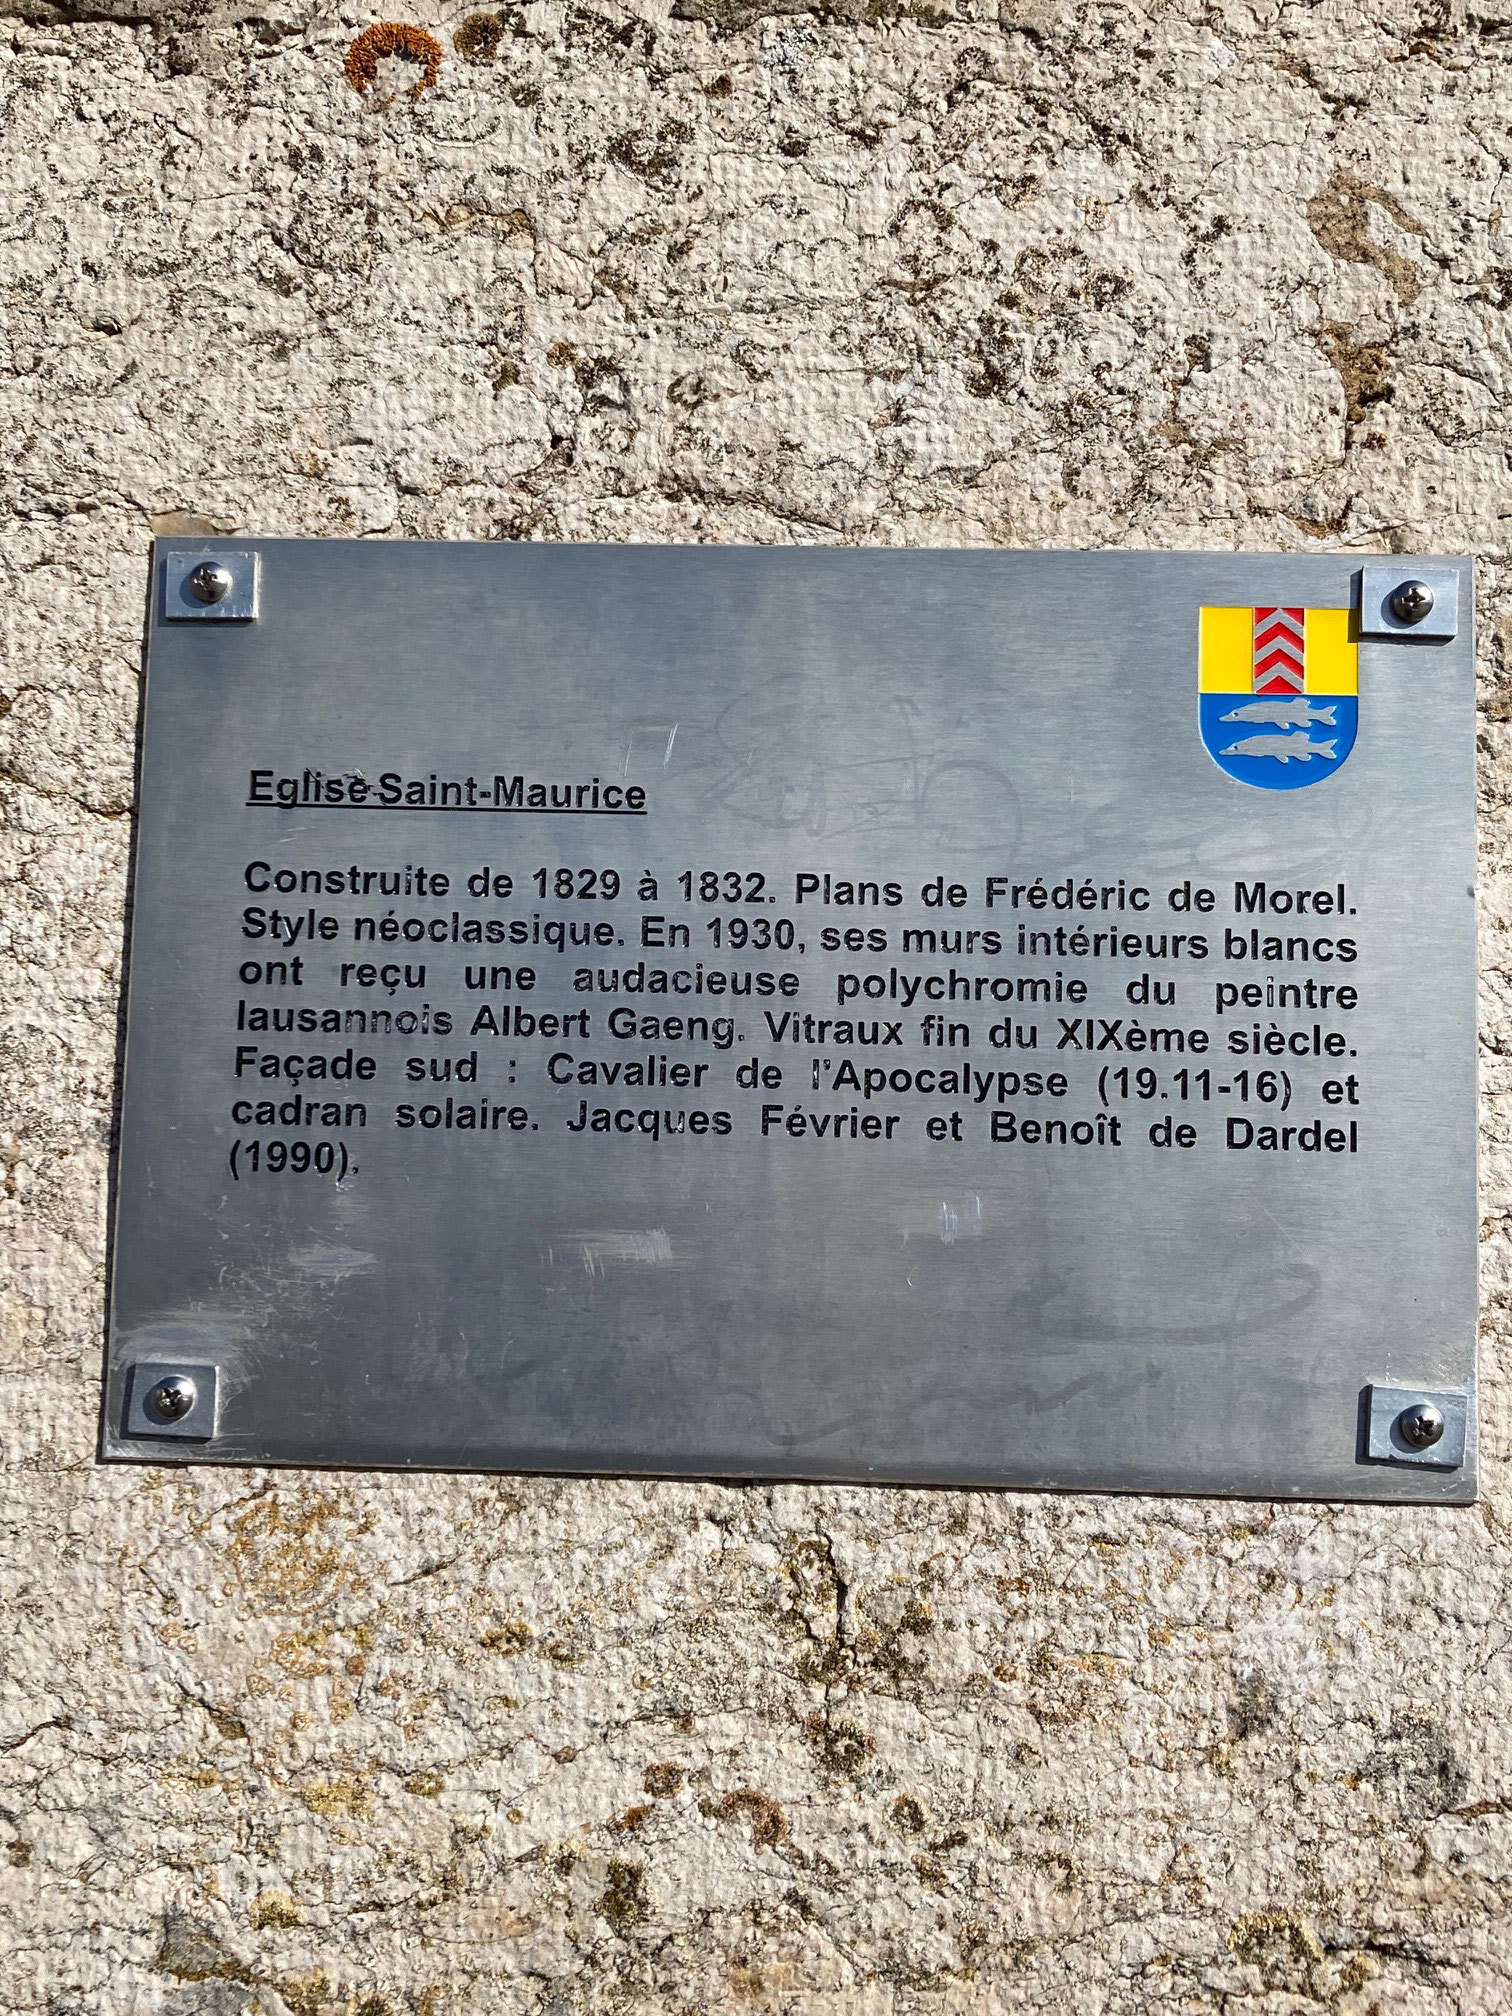 Eglise Saint-Maurice
Construite de 1829 à 1832. Plans de Frédéric de Morel.
Style néoclassique. En 1930, ses murs intérieurs blancs
ont reçu une audacieuse polychromie du peintre
lausannois Albert Gaeng. Vitraux fin du XIXème siècle.
Façade sud : Cavalier de l'Apocalypse (19.11-16) et
cadran solaire. Jacques Février et Benoît de Dardel
(1990).